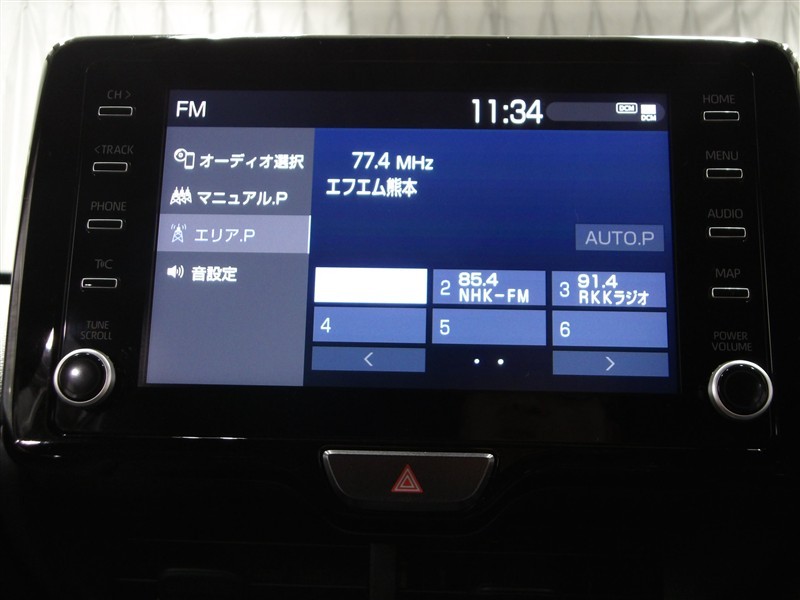 CH>
<TRACK
PHONE
T⚙C
TUNE
SCROLL
FM
11:34
DCM
DCM
オーディオ選択
マニュアル.P
エリア.P
音設定
77.4 MHz
エフエム熊本
AUTO.P
2 85.4
NHK-FM
3 91.4
RKKラジオ
4
5
6
<
>
HOME
MENU
AUDIO
MAP
POWER
VOLUME